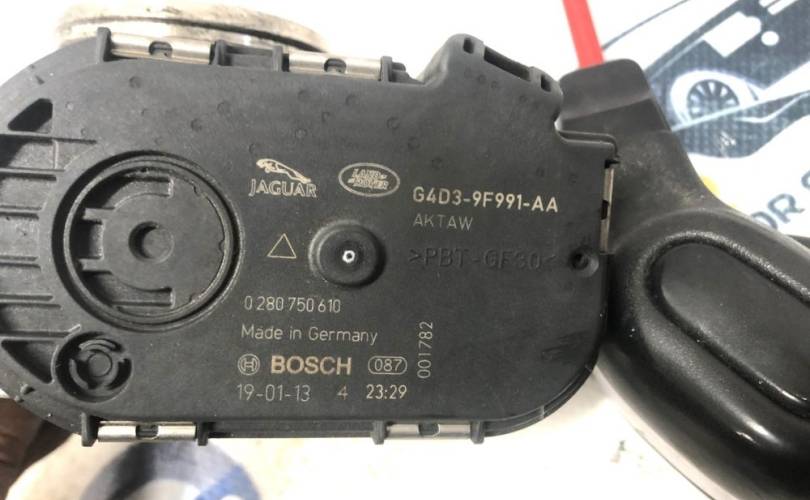 JAGUAR
LAND-
ROVER
G4D3-9F991-AA
AKTAW
>PBT-GF30<
0 280 750 610
Made in Germany
BOSCH 087
001782
19-01-13 4 23:29